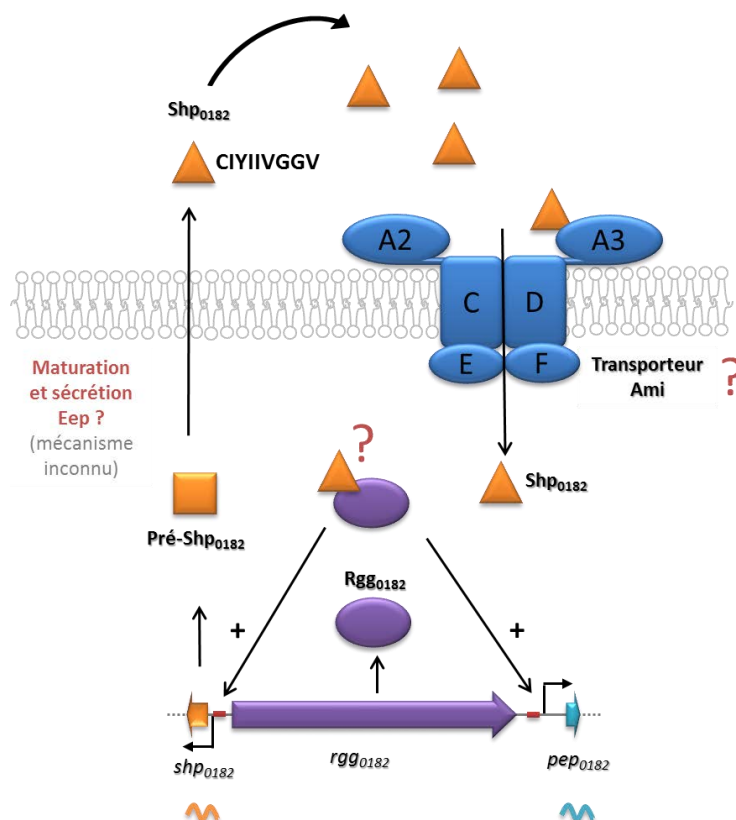 Shp0182
CIYIIVGGV
A2
A3
C
D
E
F
Maturation
et sécrétion
Eep ?
(mécanisme
inconnu)
Transporteur
Ami
?
?
Shp0182
Pré-Shp0182
Rgg0182
+
+
shp0182
rgg0182
pep0182